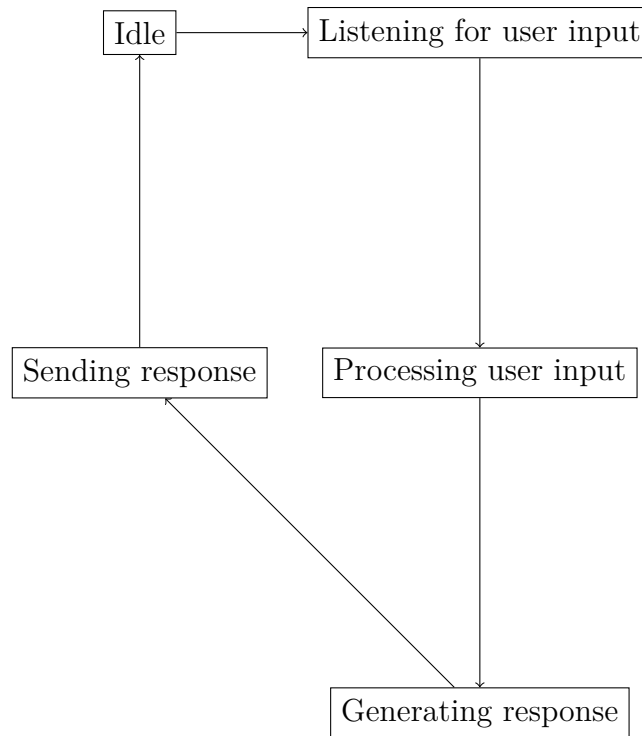 Idle
Listening for user input
Sending response
Processing user input
Generating response